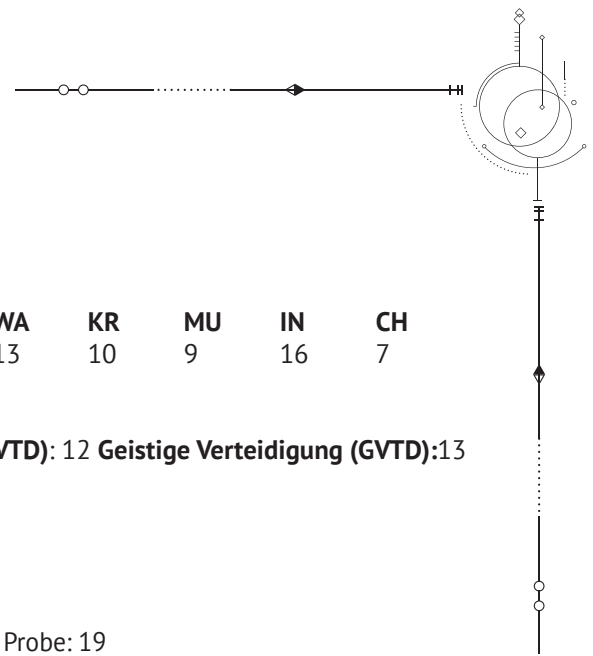 WA KR MU IN CH
13 10 9 16 7
VTD): 12 Geistige Verteidigung (GVTD):13
Probe: 19